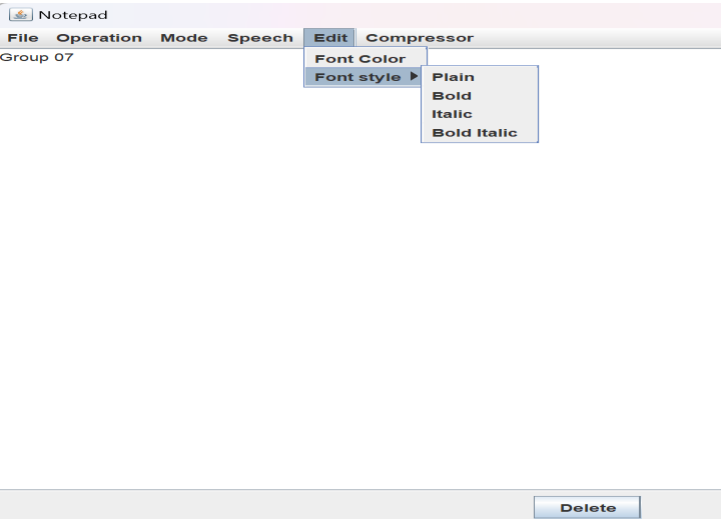 Notepad
File Operation Mode Speech Edit Compressor
Group 07
Font Color
Font style
Plain
Bold
Italic
Bold Italic
Delete